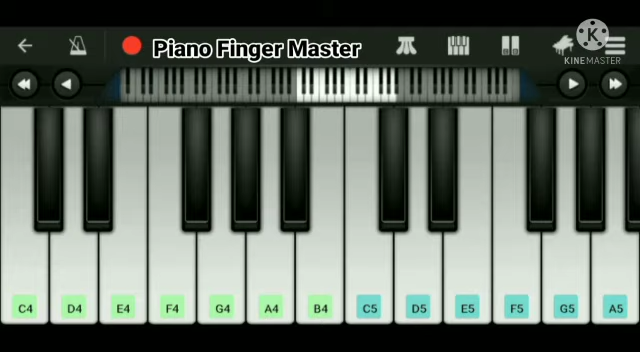 Piano Finger Master
K
KINEMASTER
C4 D4 E4 F4 G4 A4 B4 C5 D5 E5 F5 G5 A5